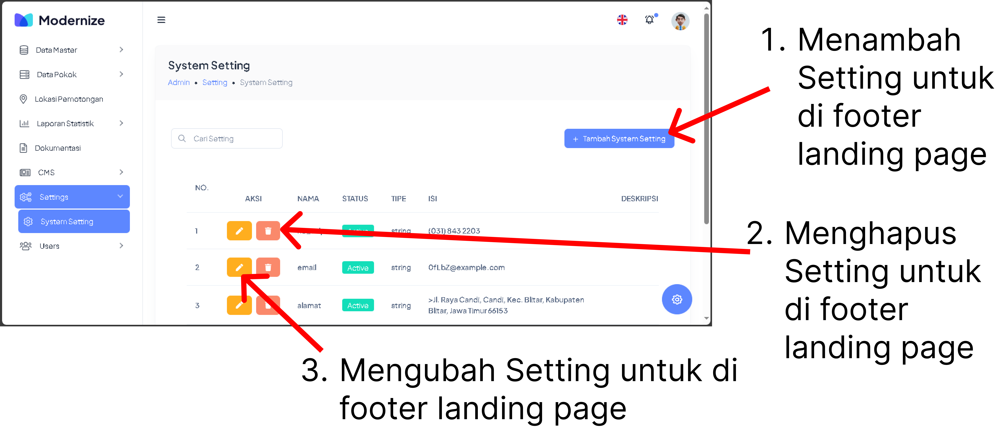 Modernize
Data Master
Data Pokok
Lokasi Pemotongan
Laporan Statistik
Dokumentasi
CMS
Settings
System Setting
Users
System Setting
Admin • Setting • System Setting
Cari Setting
+ Tambah System Setting
NO. AKSI NAMA STATUS TIPE ISI DESKRIPSI
1 Active string (031) 843 2203
2 email Active string 0fLbZ@example.com
3 alamat Active string >Jl. Raya Candi, Candi, Kec. Blitar, Kabupaten
Blitar, Jawa Timur 66153
1. Menambah
Setting untuk
di footer
landing page
2. Menghapus
Setting untuk
di footer
landing page
3. Mengubah Setting untuk di
footer landing page